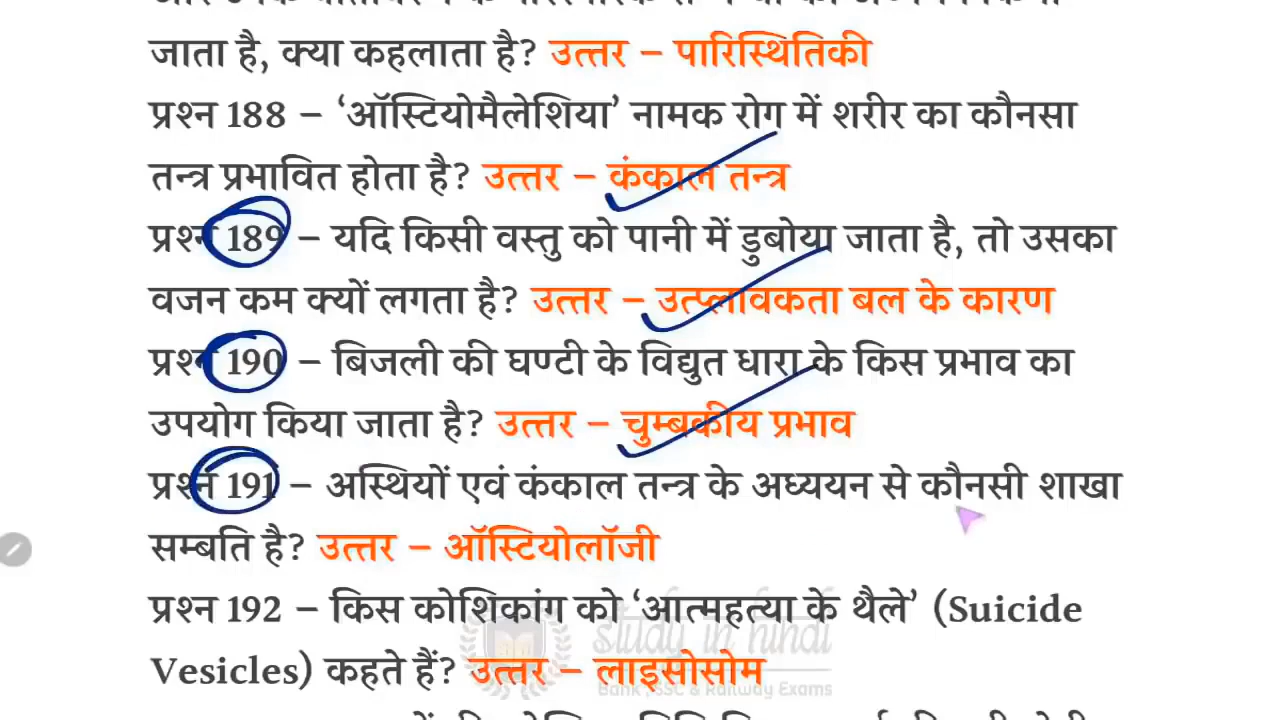 जाता है, क्या कहलाता है? उत्तर – पारिस्थितिकी
प्रश्न 188 – ‘ऑस्टियोमैलेशिया’ नामक रोग में शरीर का कौनसा
तन्त्र प्रभावित होता है? उत्तर – कंकाल तन्त्र
प्रश्न 189 – यदि किसी वस्तु को पानी में डुबोया जाता है, तो उसका
वजन कम क्यों लगता है? उत्तर – उत्प्लावकता बल के कारण
प्रश्न 190 – बिजली की घण्टी के विद्युत धारा के किस प्रभाव का
उपयोग किया जाता है? उत्तर – चुम्बकीय प्रभाव
प्रश्न 191 – अस्थियों एवं कंकाल तन्त्र के अध्ययन से कौनसी शाखा
सम्बति है? उत्तर – ऑस्टियोलॉजी
प्रश्न 192 – किस कोशिकांग को ‘आत्महत्या के थैले’ (Suicide
study in hindi
Vesicles) कहते हैं? उत्तर – लाइसोसोम
Bank, SSC & Railway Exams